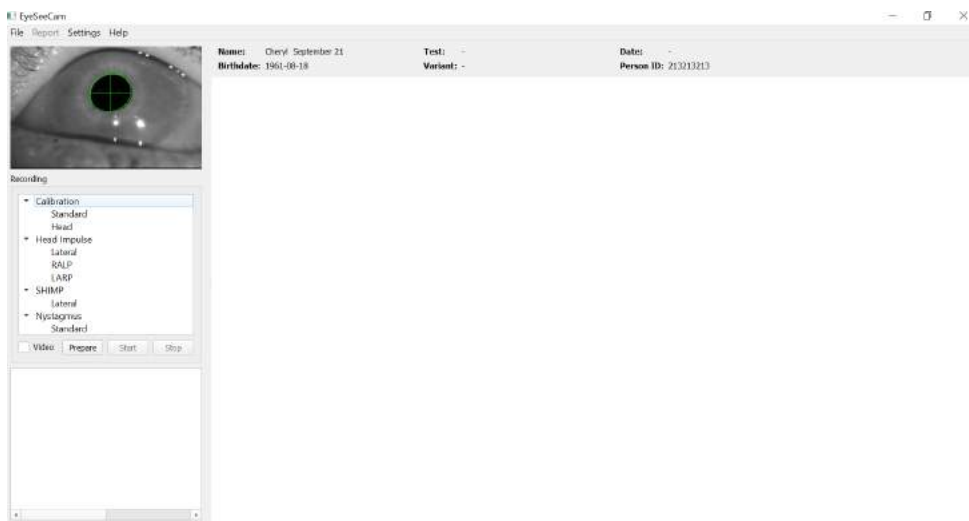 EyeSeeCam
File Report Settings Help
Name: Cheryl September 21 Test: - Date: -
Birthdate: 1961-08-18 Variant: - Person ID: 213213213
Recording
Calibration
Standard
Head
Head Impulse
Lateral
RALP
LARP
SHIMP
Lateral
Nystagmus
Standard
Video Prepare Start Stop